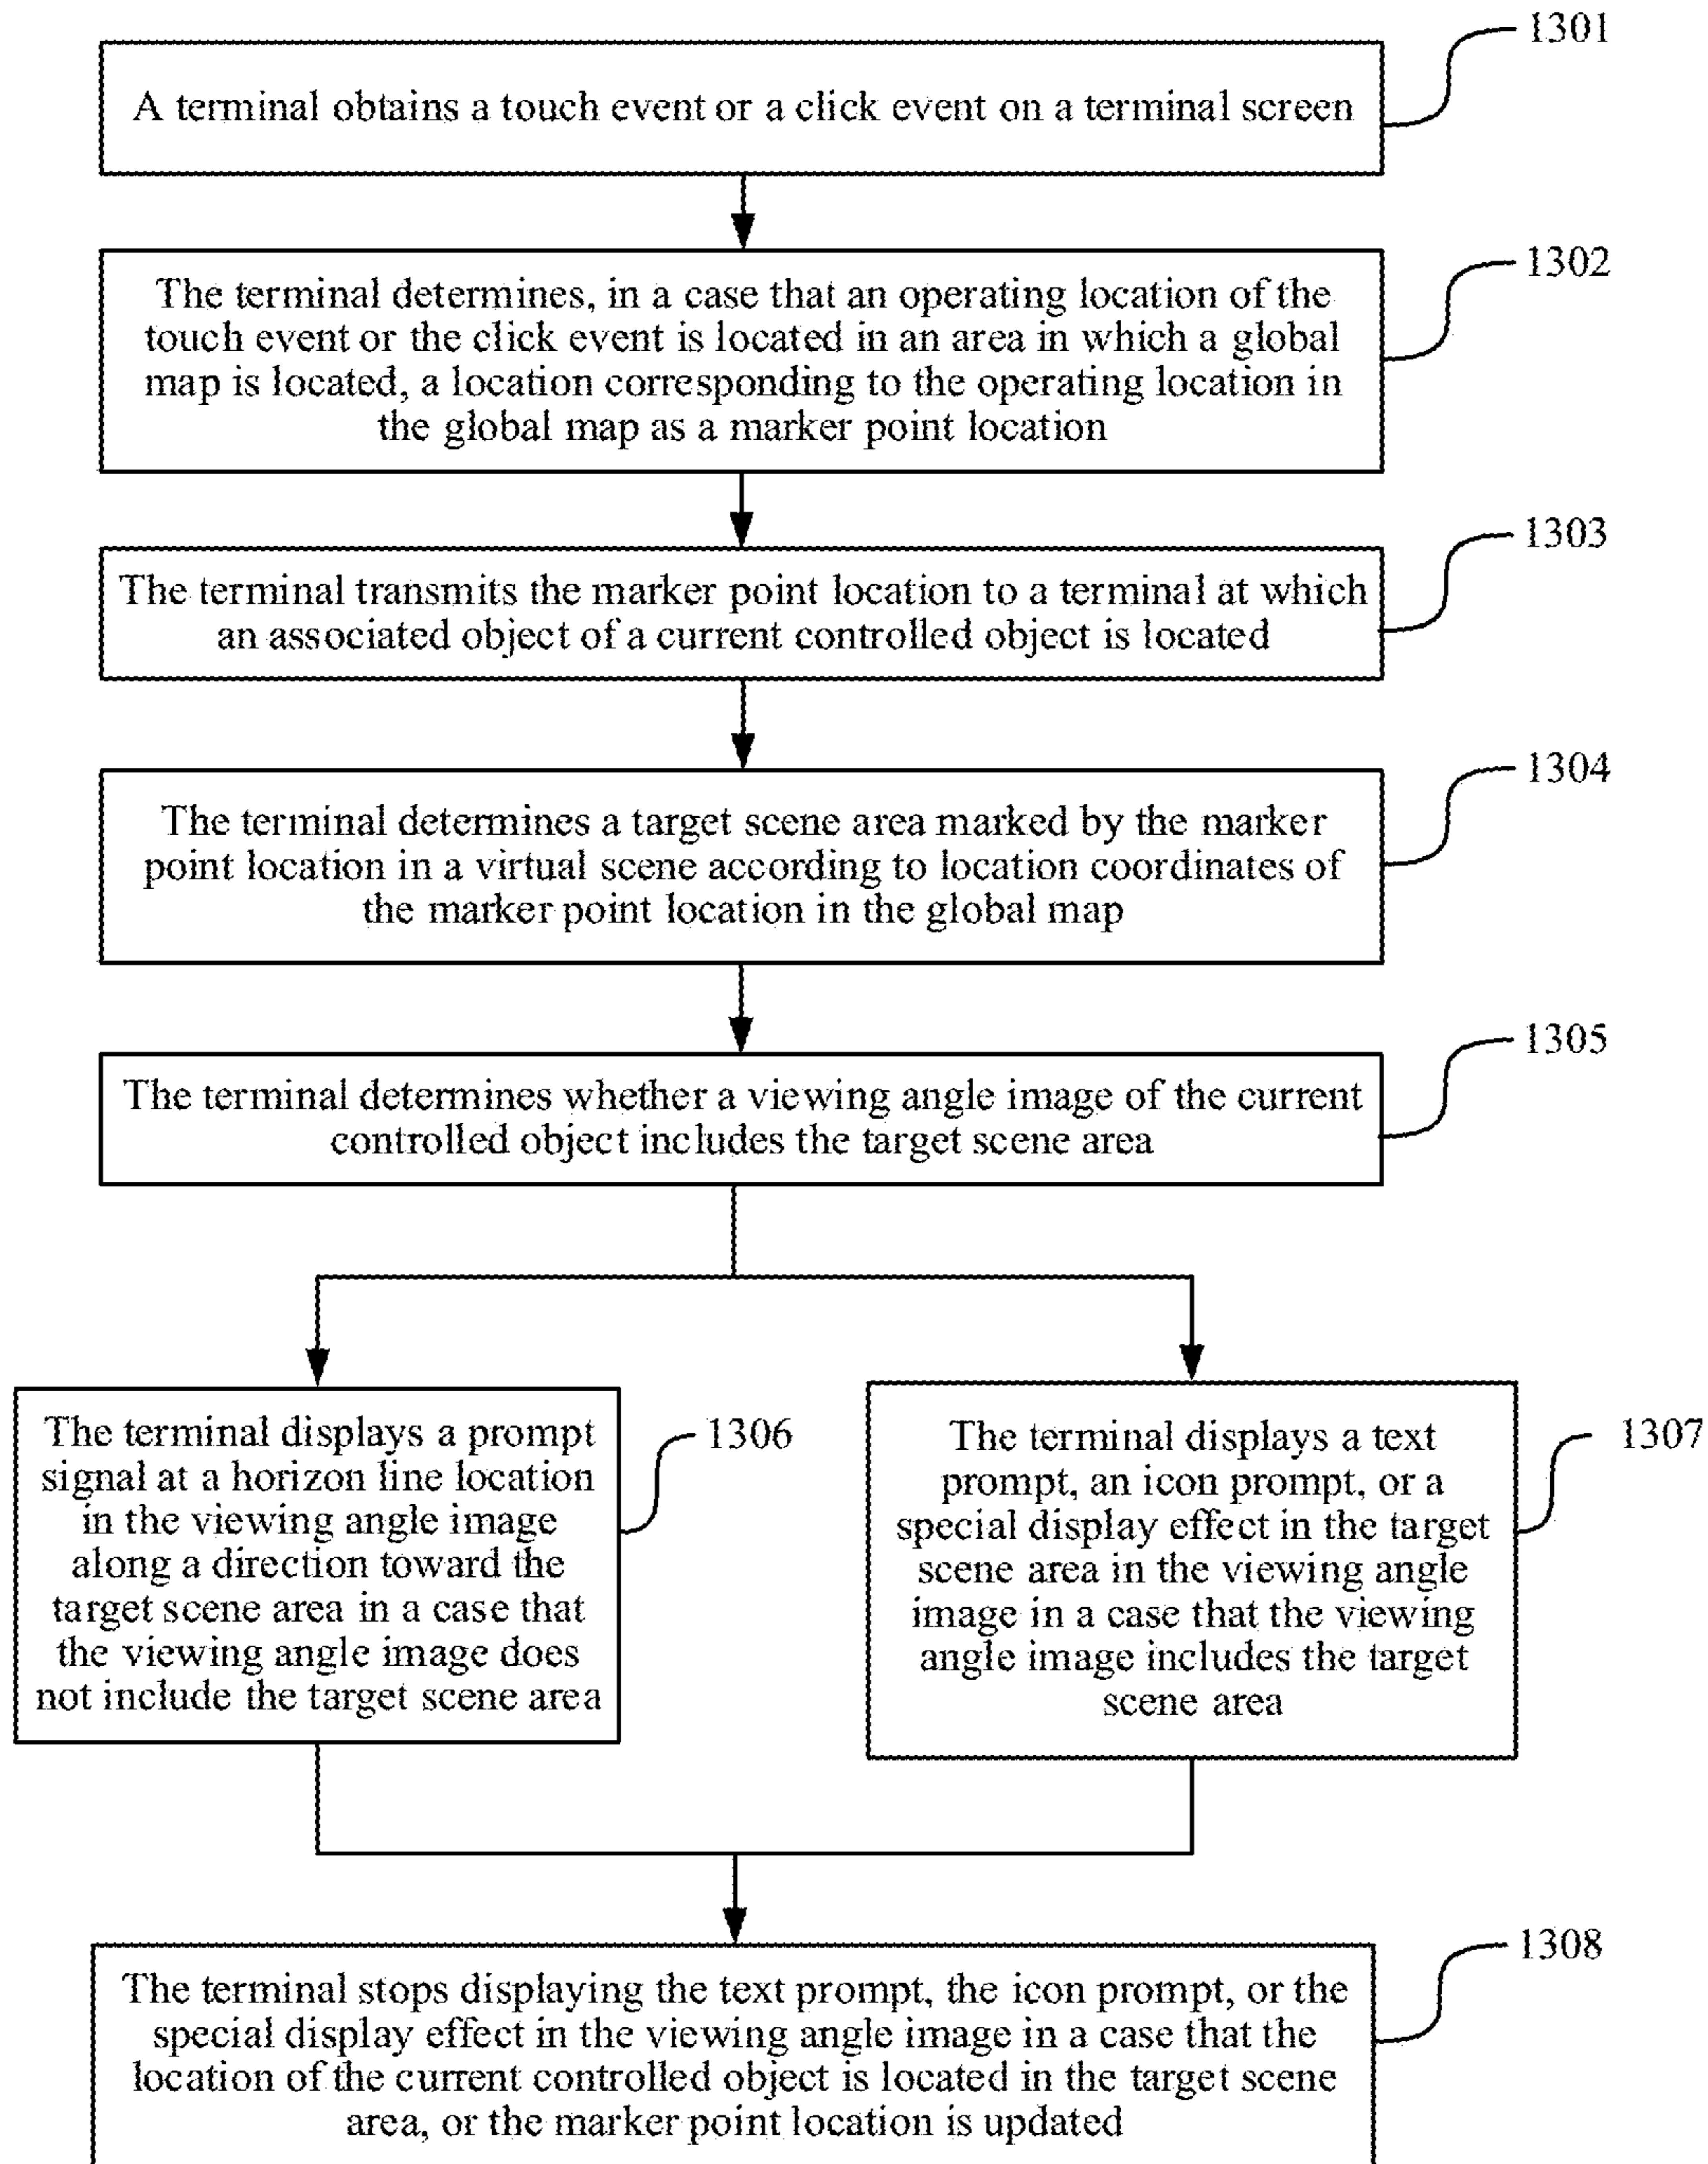 1301
A terminal obtains a touch event or a click event on a terminal screen
1302
The terminal determines, in a case that an operating location of the
touch event or the click event is located in an area in which a global
map is located, a location corresponding to the operating location in
the global map as a marker point location
1303
The terminal transmits the marker point location to a terminal at which
an associated object of a current controlled object is located
1304
The terminal determines a target scene area marked by the marker
point location in a virtual scene according to location coordinates of
the marker point location in the global map
1305
The terminal determines whether a viewing angle image of the current
controlled object includes the target scene area
1306
The terminal displays a prompt
signal at a horizon line location
in the viewing angle image
along a direction toward the
target scene area in a case that
the viewing angle image does
not include the target scene area
1307
The terminal displays a text
prompt, an icon prompt, or a
special display effect in the target
scene area in the viewing angle
image in a case that the viewing
angle image includes the target
scene area
1308
The terminal stops displaying the text prompt, the icon prompt, or the
special display effect in the viewing angle image in a case that the
location of the current controlled object is located in the target scene
area, or the marker point location is updated